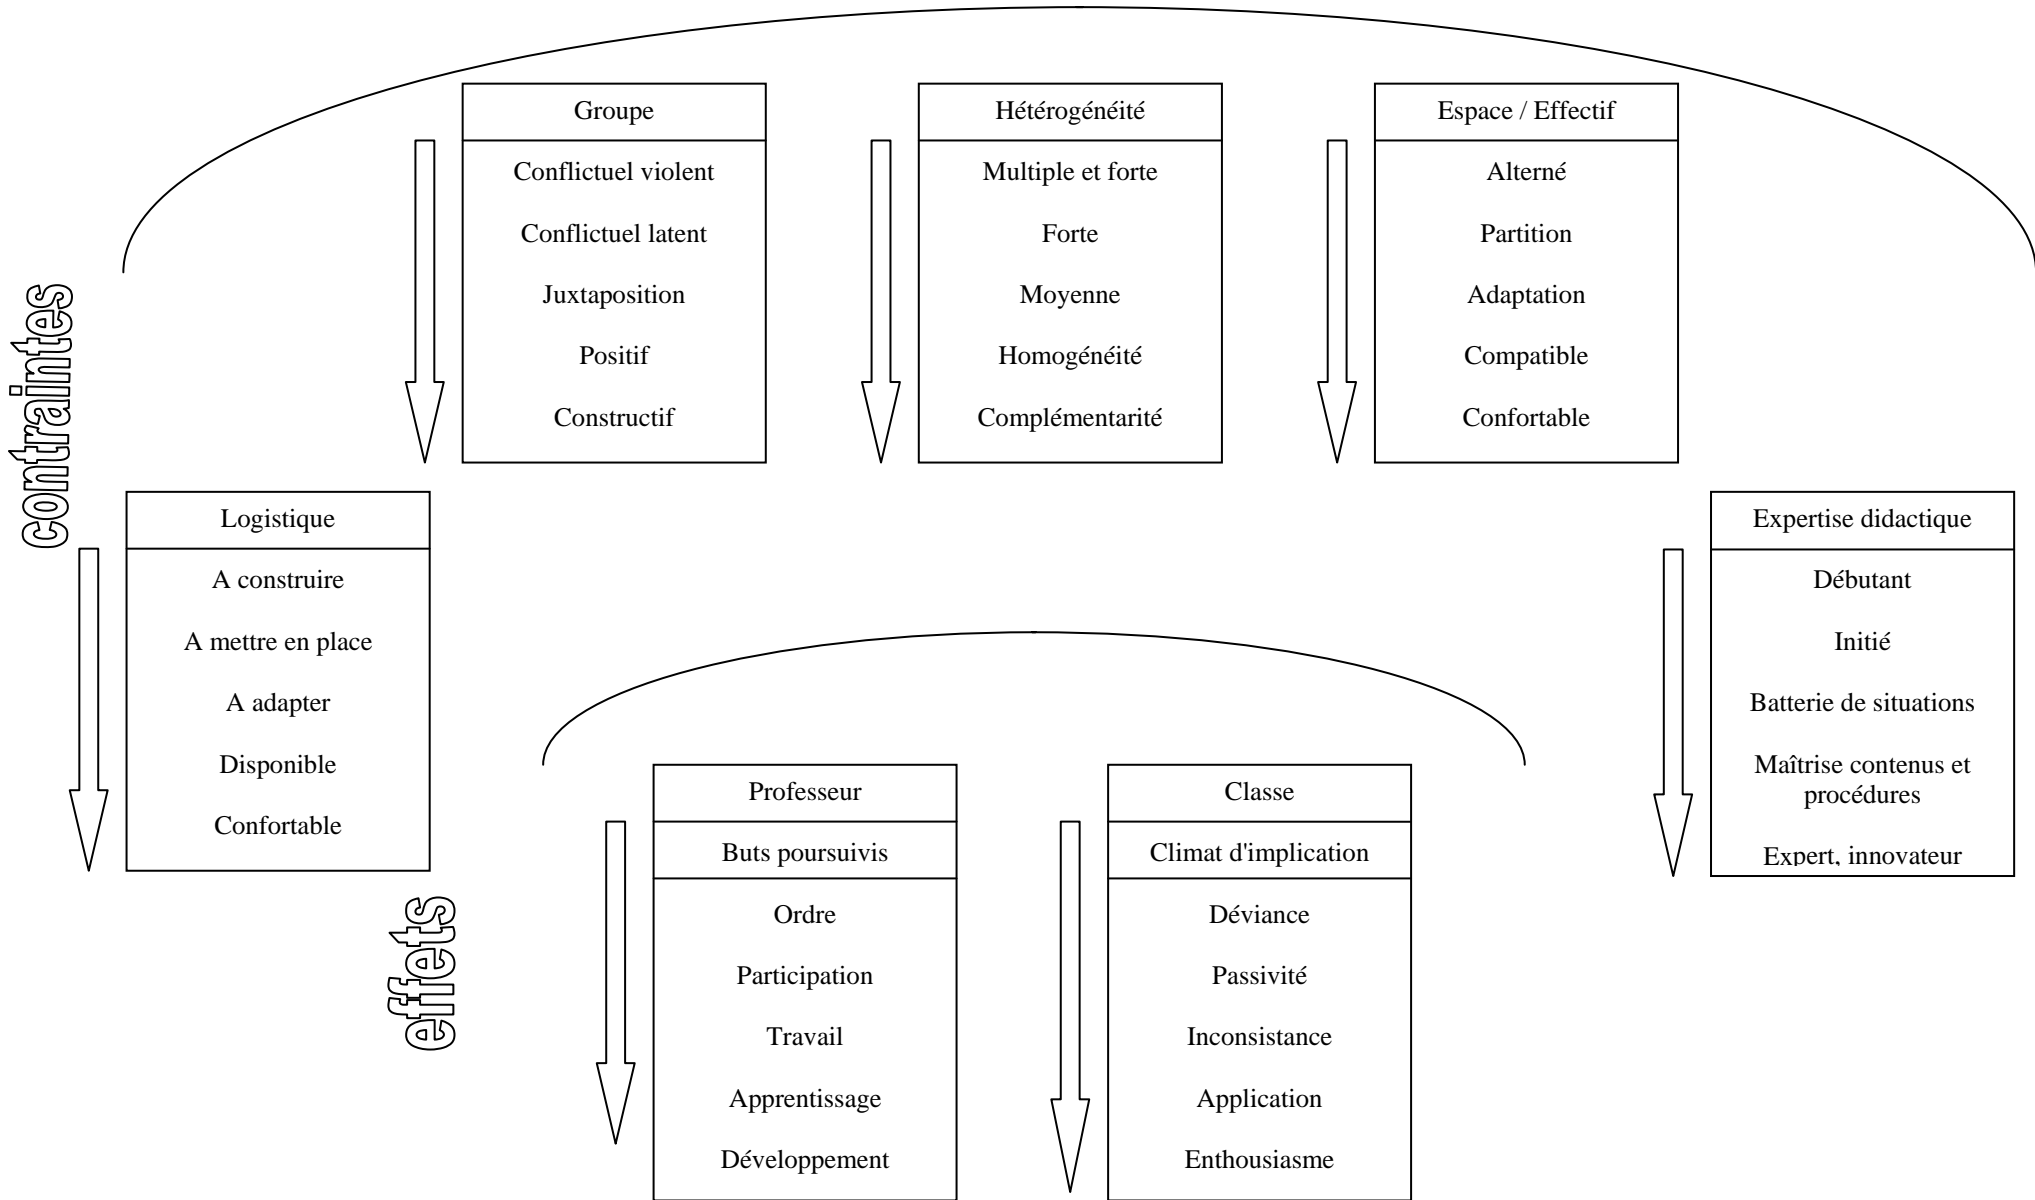 contraintes
Groupe
Conflictuel violent
Conflictuel latent
Juxtaposition
Positif
Constructif
Hétérogénéité
Multiple et forte
Forte
Moyenne
Homogénéité
Complémentarité
Espace / Effectif
Alterné
Partition
Adaptation
Compatible
Confortable
Logistique
A construire
A mettre en place
A adapter
Disponible
Confortable
Expertise didactique
Débutant
Initié
Batterie de situations
Maîtrise contenus et
procédures
Expert, innovateur
effets
Professeur
Buts poursuivis
Ordre
Participation
Travail
Apprentissage
Développement
Classe
Climat d'implication
Déviance
Passivité
Inconsistance
Application
Enthousiasme